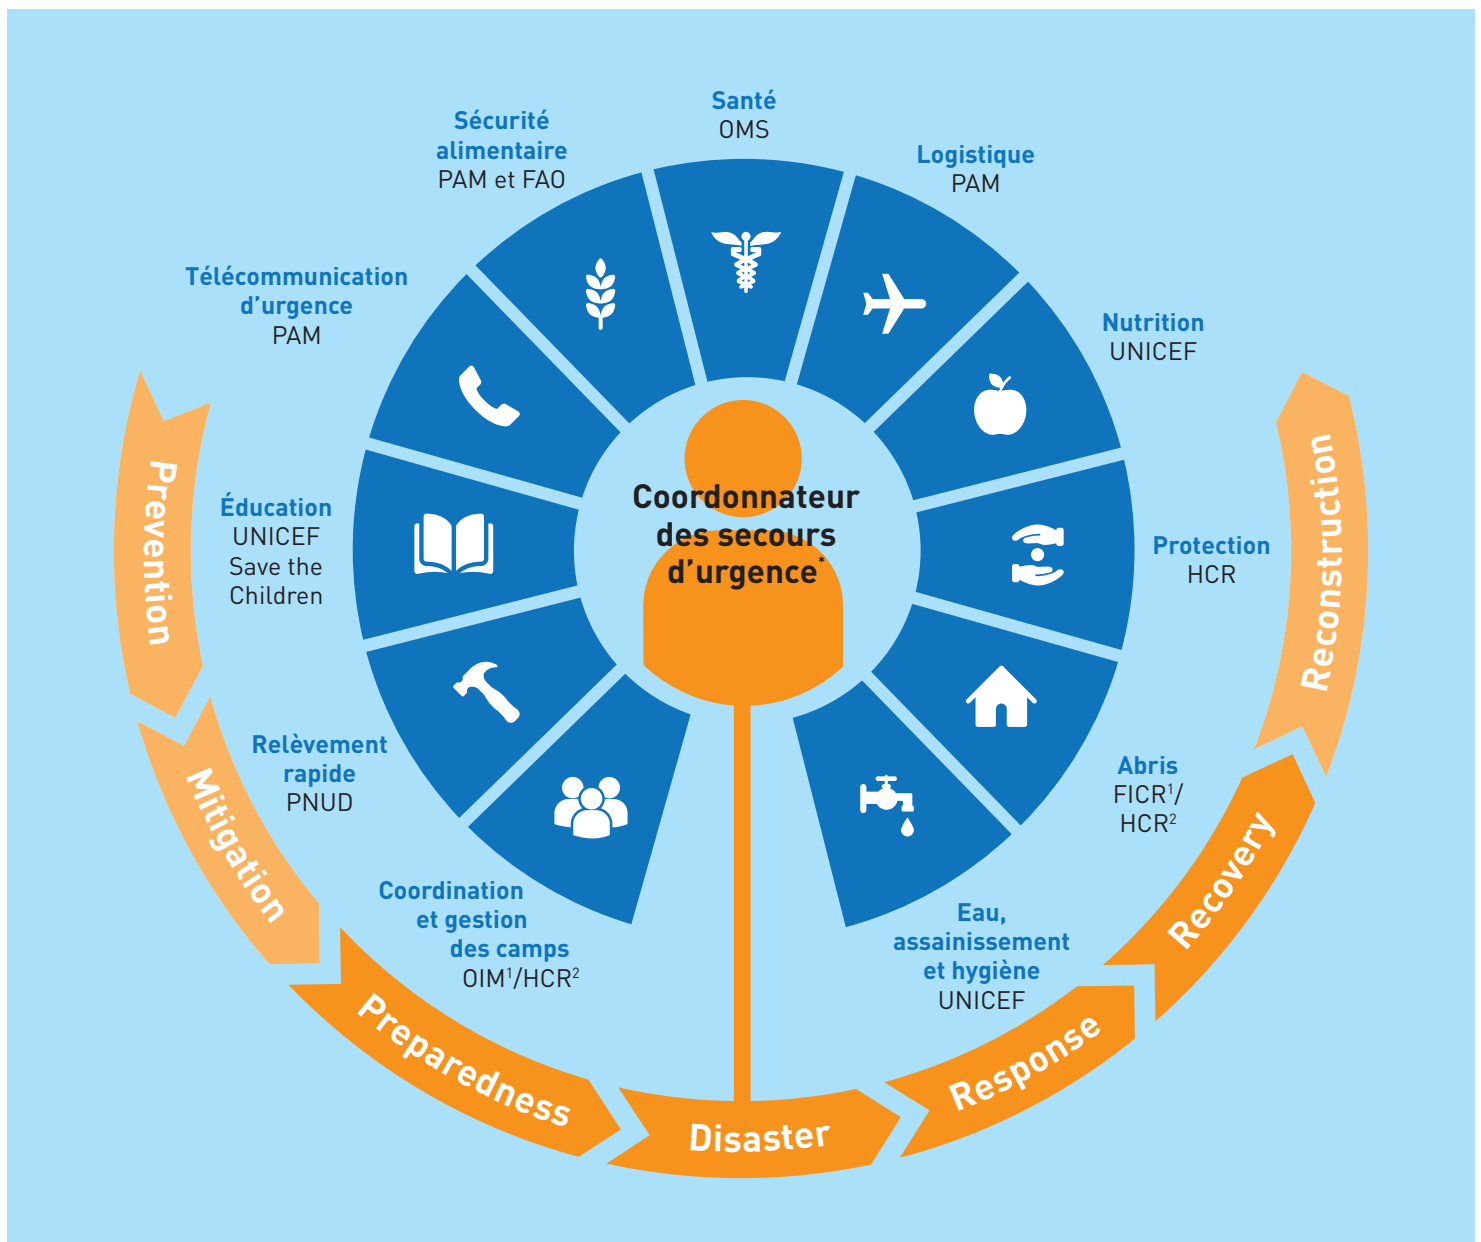 Santé
OMS
Logistique
PAM
Nutrition
UNICEF
Protection
HCR
Abris
FICR¹/
HCR²
Eau,
assainissement
et hygiène
UNICEF
Coordination
et gestion
des camps
OIM¹/HCR²
Relèvement
rapide
PNUD
Éducation
UNICEF
Save the
Children
Télécommunication
d’urgence
PAM
Sécurité
alimentaire
PAM et FAO
Coordonnateur
des secours
d’urgence*
Prevention
Mitigation
Preparedness
Disaster
Response
Recovery
Reconstruction